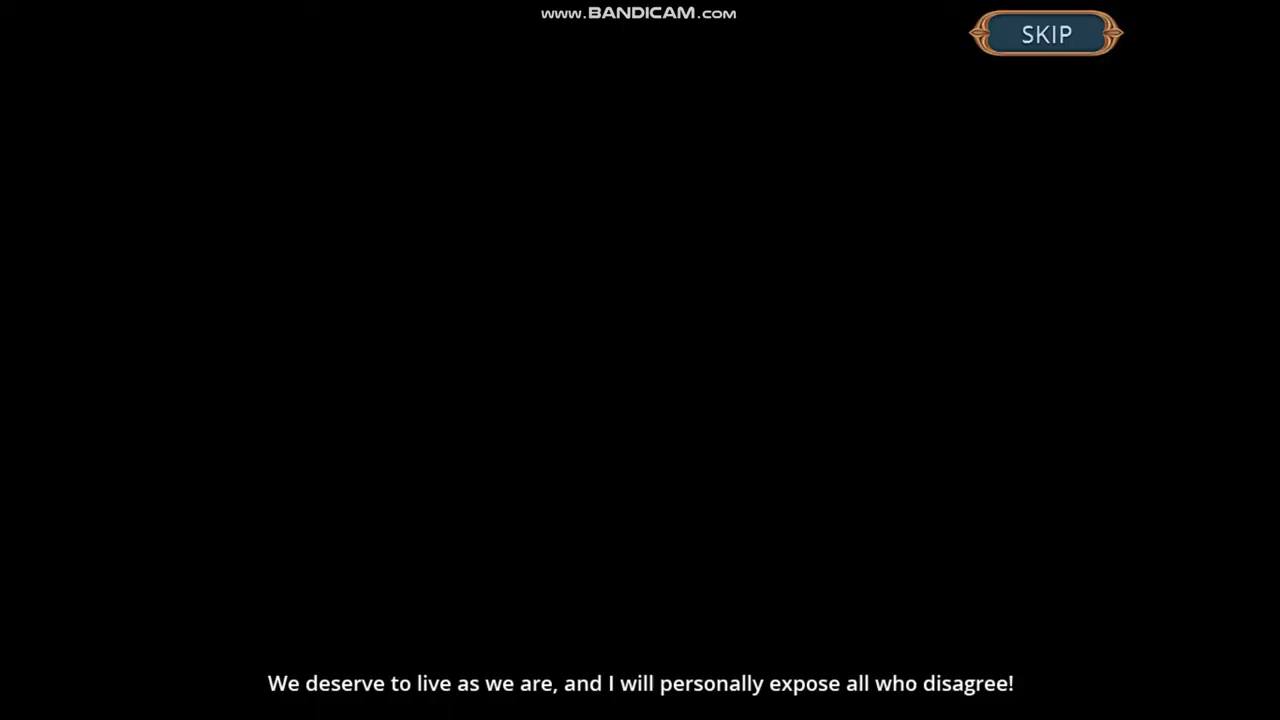 www.BANDICAM.com
SKIP
We deserve to live as we are, and I will personally expose all who disagree!